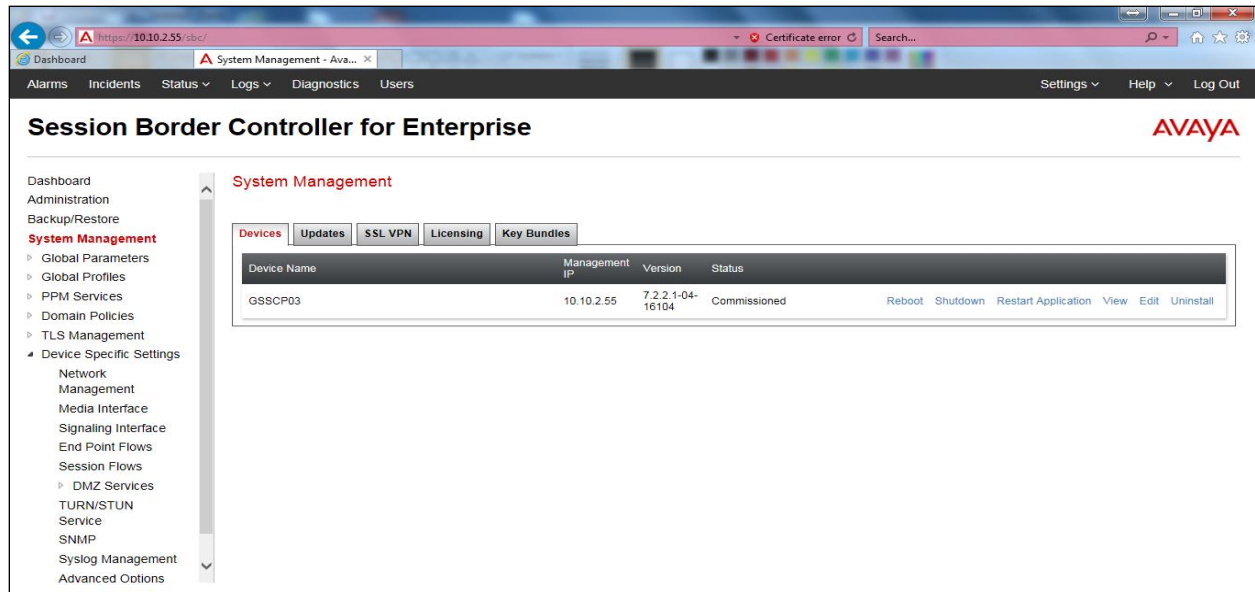 https://10.10.2.55/sbc/
Certificate error
Search...
Dashboard
System Management - Ava...
Alarms Incidents Status Logs Diagnostics Users Settings Help Log Out
Session Border Controller for Enterprise
AVAYA
Dashboard
Administration
Backup/Restore
System Management
Global Parameters
Global Profiles
PPM Services
Domain Policies
TLS Management
Device Specific Settings
Network
Management
Media Interface
Signaling Interface
End Point Flows
Session Flows
DMZ Services
TURN/STUN
Service
SNMP
Syslog Management
Advanced Options
System Management
Devices Updates SSL VPN Licensing Key Bundles
Device Name Management IP Version Status
GSSCP03 10.10.2.55 7.2.2.1-04-16104 Commissioned Reboot Shutdown Restart Application View Edit Uninstall